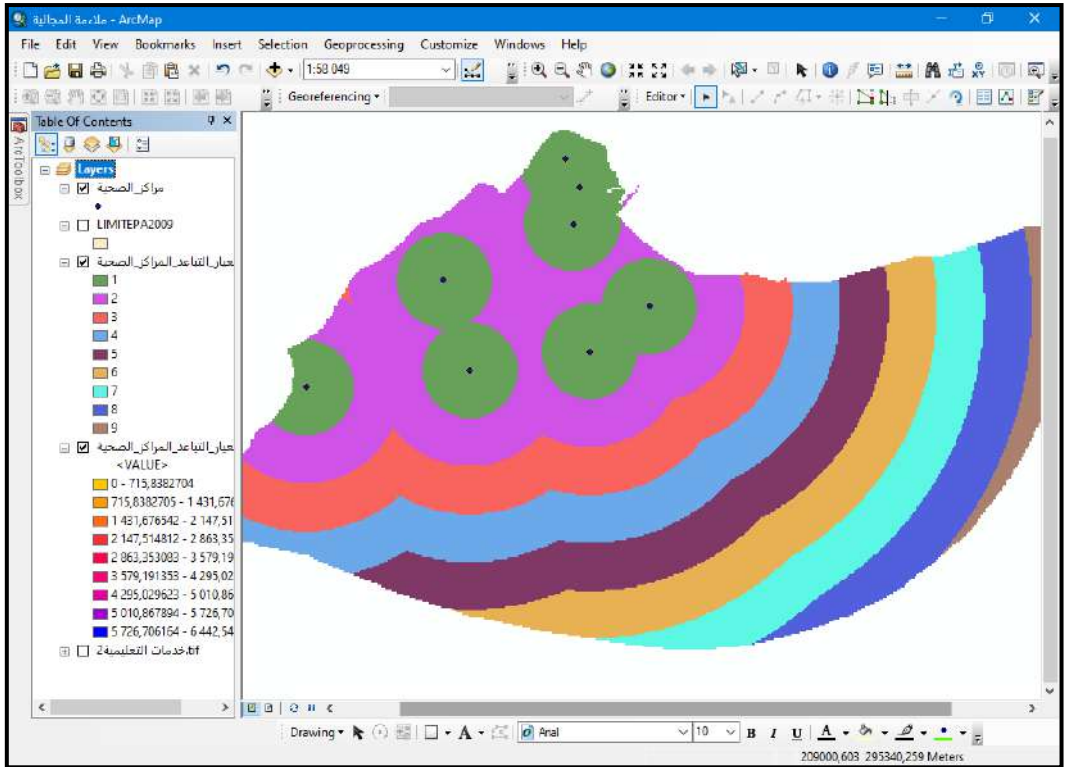 ملاءمة المجالية - ArcMap
File Edit View Bookmarks Insert Selection Geoprocessing Customize Windows Help
1:58 049
Georeferencing
Editor
Table Of Contents
ArcToolbox
Layers
مراكز_الصحية
LIMITEPA2009
معيار_التباعد_المراكز_الصحية
1
2
3
4
5
6
7
8
9
معيار_التباعد_المراكز_الصحية
<VALUE>
0 - 715,8382704
715,8382705 - 1 431,676
1 431,676542 - 2 147,51
2 147,514812 - 2 863,35
2 863,353083 - 3 579,19
3 579,191353 - 4 295,02
4 295,029623 - 5 010,86
5 010,867894 - 5 726,70
5 726,706164 - 6 442,54
خدمات التعليمية2.tif
Drawing
A
Arial
10
B I U A
209000,603 295340,259 Meters